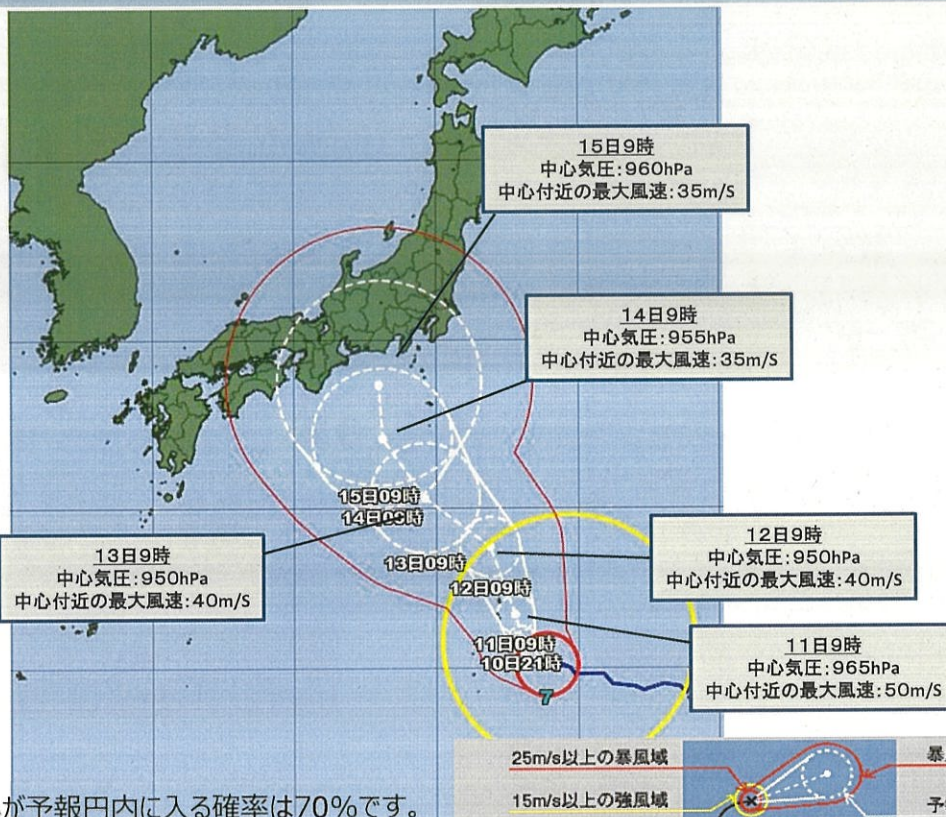 15日9時
中心気圧:960hPa
中心付近の最大風速:35m/S
14日9時
中心気圧:955hPa
中心付近の最大風速:35m/S
15日09時
14日09時
13日9時
中心気圧:950hPa
中心付近の最大風速:40m/S
13日09時
12日9時
中心気圧:950hPa
中心付近の最大風速:40m/S
12日09時
11日09時
10日21時
7
11日9時
中心気圧:965hPa
中心付近の最大風速:50m/S
25m/s以上の暴風域
15m/s以上の強風域
暴
予
が予報円内に入る確率は70%です。